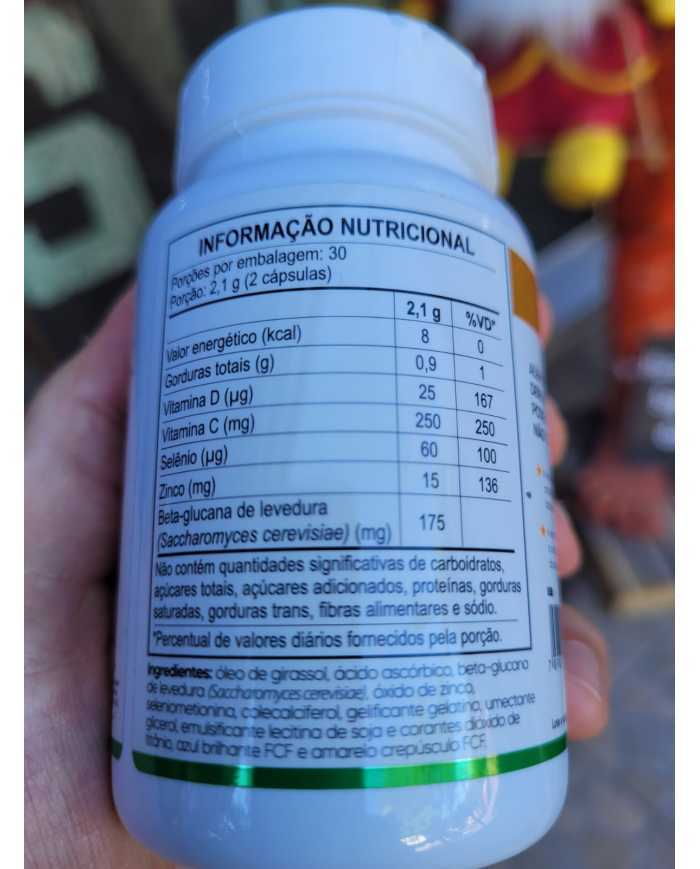 INFORMAÇÃO NUTRICIONAL
Porções por embalagem: 30
Porção: 2,1 g (2 cápsulas)
2,1 g %VD*
Valor energético (kcal) 8 0
Gorduras totais (g) 0,9 1
Vitamina D (µg) 25 167
Vitamina C (mg) 250 250
Selênio (µg) 60 100
Zinco (mg) 15 136
Beta-glucana de levedura
(Saccharomyces cerevisiae) (mg) 175
Não contém quantidades significativas de carboidratos,
açúcares totais, açúcares adicionados, proteínas, gorduras
saturadas, gorduras trans, fibras alimentares e sódio.
*Percentual de valores diários fornecidos pela porção.
Ingredientes: óleo de girassol, ácido ascórbico, beta-glucana
de levedura (Saccharomyces cerevisiae), óxido de zinco,
selenometionina, colecalciferol, gelificante gelatina, umectante
glicerol, emulsificante lecitina de soja e corantes dióxido de
titânio, azul brilhante FCF e amarelo crepúsculo FCF.